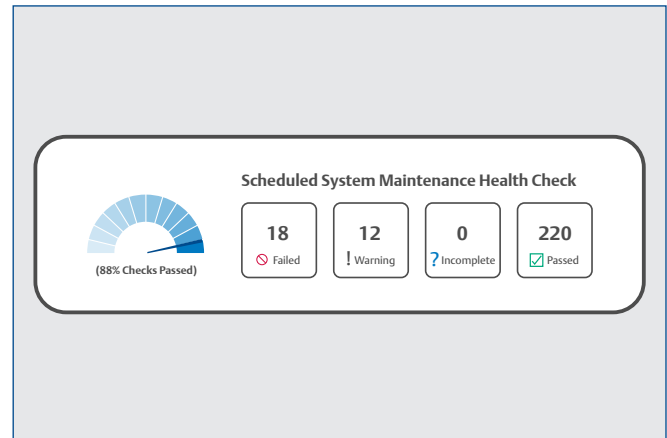 Scheduled System Maintenance Health Check
18
Failed
12
! Warning
0
? Incomplete
220
Passed
(88% Checks Passed)